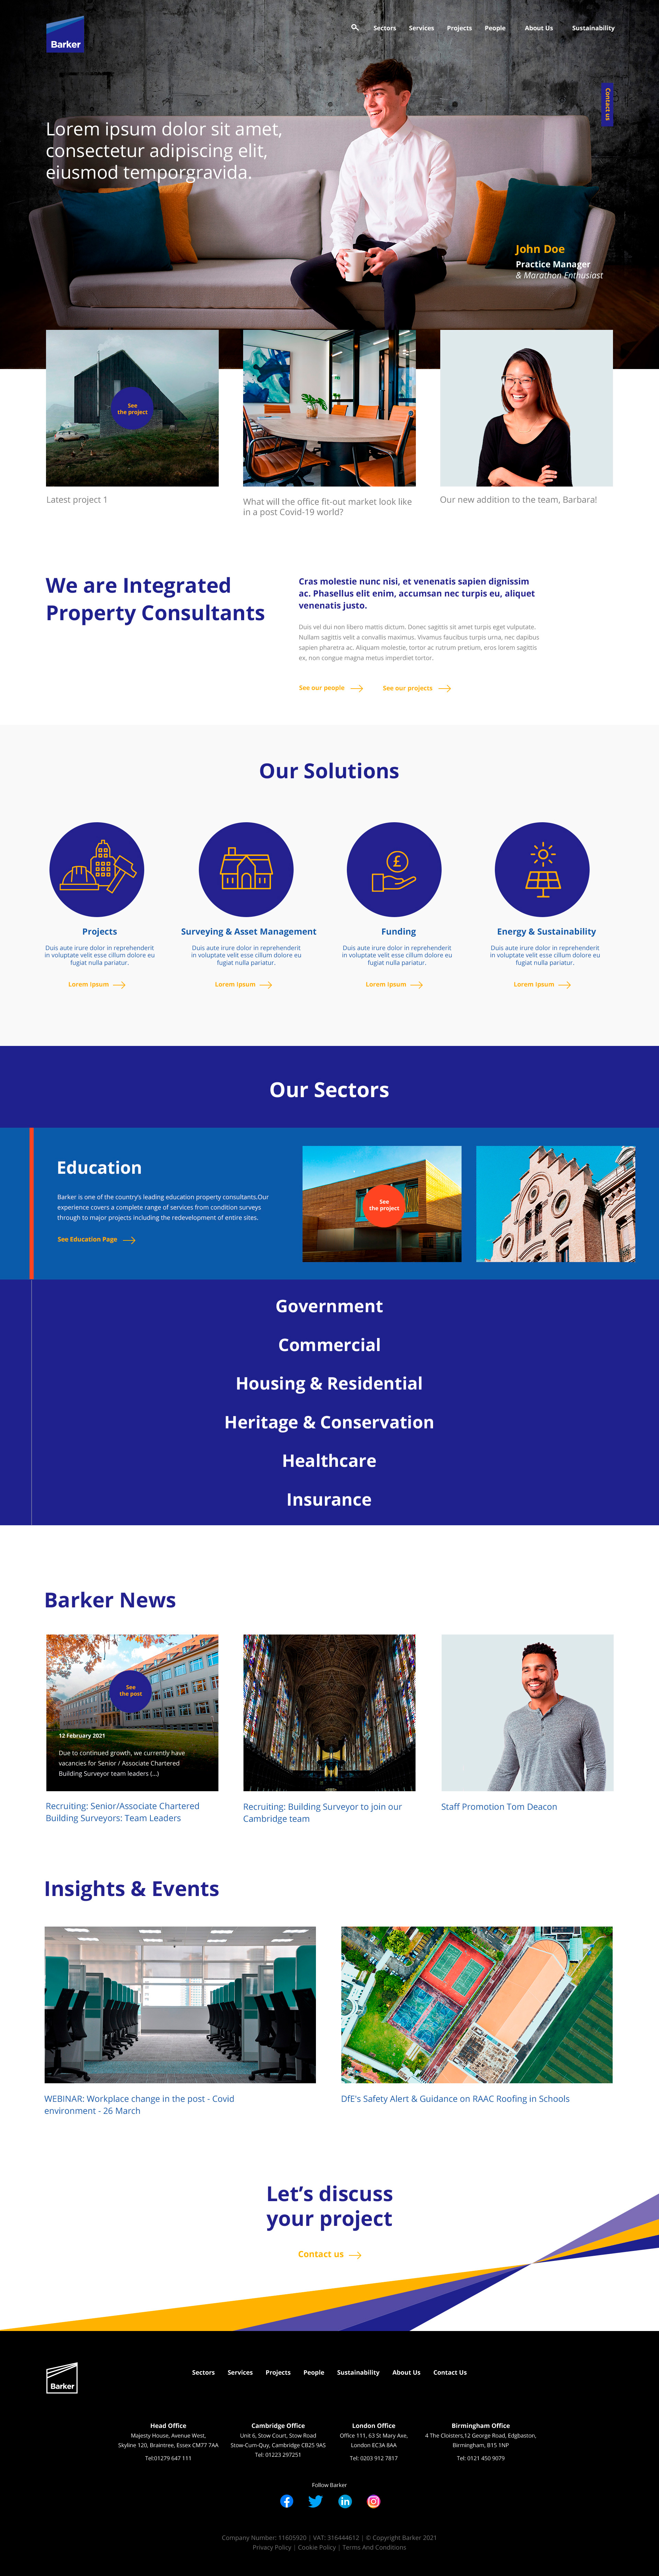 Barker
Sectors Services Projects People About Us Sustainability
Contact us
Lorem ipsum dolor sit amet,
consectetur adipiscing elit,
eiusmod temporgravida.
John Doe
Practice Manager
& Marathon Enthusiast
See
the project
Latest project 1
What will the office fit-out market look like
in a post Covid-19 world?
Our new addition to the team, Barbara!
We are Integrated
Property Consultants
Cras molestie nunc nisi, et venenatis sapien dignissim
ac. Phasellus elit enim, accumsan nec turpis eu, aliquet
venenatis justo.
Duis vel dui non libero mattis dictum. Donec sagittis sit amet turpis eget vulputate.
Nullam sagittis velit a convallis maximus. Vivamus faucibus turpis urna, nec dapibus
sapien pharetra ac. Aliquam molestie, tortor ac rutrum pretium, eros lorem sagittis
ex, non congue magna metus imperdiet tortor.
See our people
See our projects
Our Solutions
£
Projects
Duis aute irure dolor in reprehenderit
in voluptate velit esse cillum dolore eu
fugiat nulla pariatur.
Lorem Ipsum
Surveying & Asset Management
Duis aute irure dolor in reprehenderit
in voluptate velit esse cillum dolore eu
fugiat nulla pariatur.
Lorem Ipsum
Funding
Duis aute irure dolor in reprehenderit
in voluptate velit esse cillum dolore eu
fugiat nulla pariatur.
Lorem Ipsum
Energy & Sustainability
Duis aute irure dolor in reprehenderit
in voluptate velit esse cillum dolore eu
fugiat nulla pariatur.
Lorem Ipsum
Our Sectors
Education
Barker is one of the country's leading education property consultants.Our
experience covers a complete range of services from condition surveys
through to major projects including the redevelopment of entire sites.
See Education Page
See
the project
Government
Commercial
Housing & Residential
Heritage & Conservation
Healthcare
Insurance
Barker News
See
the post
12 February 2021
Due to continued growth, we currently have
vacancies for Senior / Associate Chartered
Building Surveyor team leaders (...)
Recruiting: Senior/Associate Chartered
Building Surveyors: Team Leaders
Recruiting: Building Surveyor to join our
Cambridge team
Staff Promotion Tom Deacon
Insights & Events
WEBINAR: Workplace change in the post - Covid
environment - 26 March
DfE's Safety Alert & Guidance on RAAC Roofing in Schools
Let's discuss
your project
Contact us
Barker
Sectors Services Projects People Sustainability About Us Contact Us
Head Office
Majesty House, Avenue West,
Skyline 120, Braintree, Essex CM77 7AA
Tel:01279 647 111
Cambridge Office
Unit 6, Stow Court, Stow Road
Stow-Cum-Quy, Cambridge CB25 9AS
Tel: 01223 297251
London Office
Office 111, 63 St Mary Axe,
London EC3A 8AA
Tel: 0203 912 7817
Birmingham Office
4 The Cloisters,12 George Road, Edgbaston,
Birmingham, B15 1NP
Tel: 0121 450 9079
Follow Barker
Company Number: 11605920 | VAT: 316444612 | © Copyright Barker 2021
Privacy Policy | Cookie Policy | Terms And Conditions